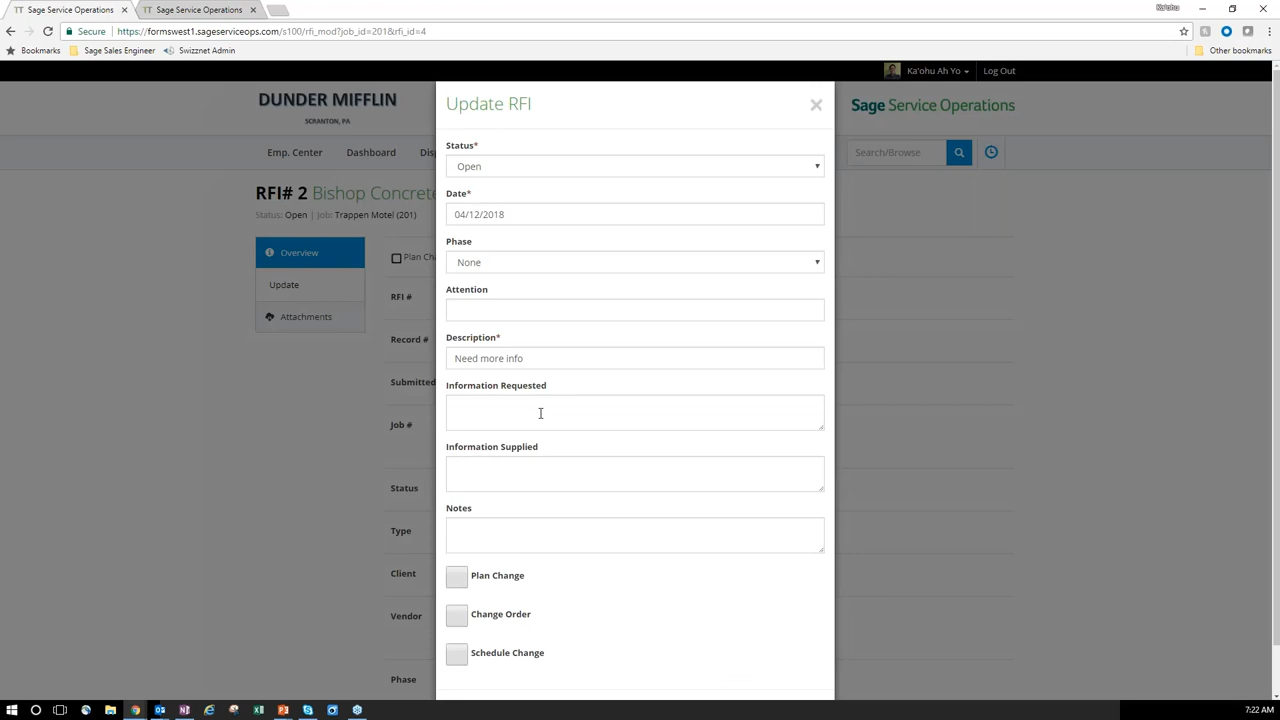 Sage Service Operations
Sage Service Operations
Ka'ohu
Secure
https://formswest1.sageserviceops.com/s100/rfi_mod?job_id=201&rfi_id=4
Bookmarks
Sage Sales Engineer
Swizznet Admin
Other bookmarks
Ka'ohu Ah Yo
Log Out
DUNDER MIFFLIN
SCRANTON, PA
Sage Service Operations
Emp. Center
Dashboard
Search/Browse
RFI# 2 Bishop Concrete
Status: Open | Job: Trappen Motel (201)
Overview
Update
Attachments
RFI #
Record #
Submitted
Job #
Status
Type
Client
Vendor
Phase
Update RFI
Status*
Open
Date*
04/12/2018
Phase
None
Attention
Description*
Need more info
Information Requested
Information Supplied
Notes
Plan Change
Change Order
Schedule Change
7:22 AM